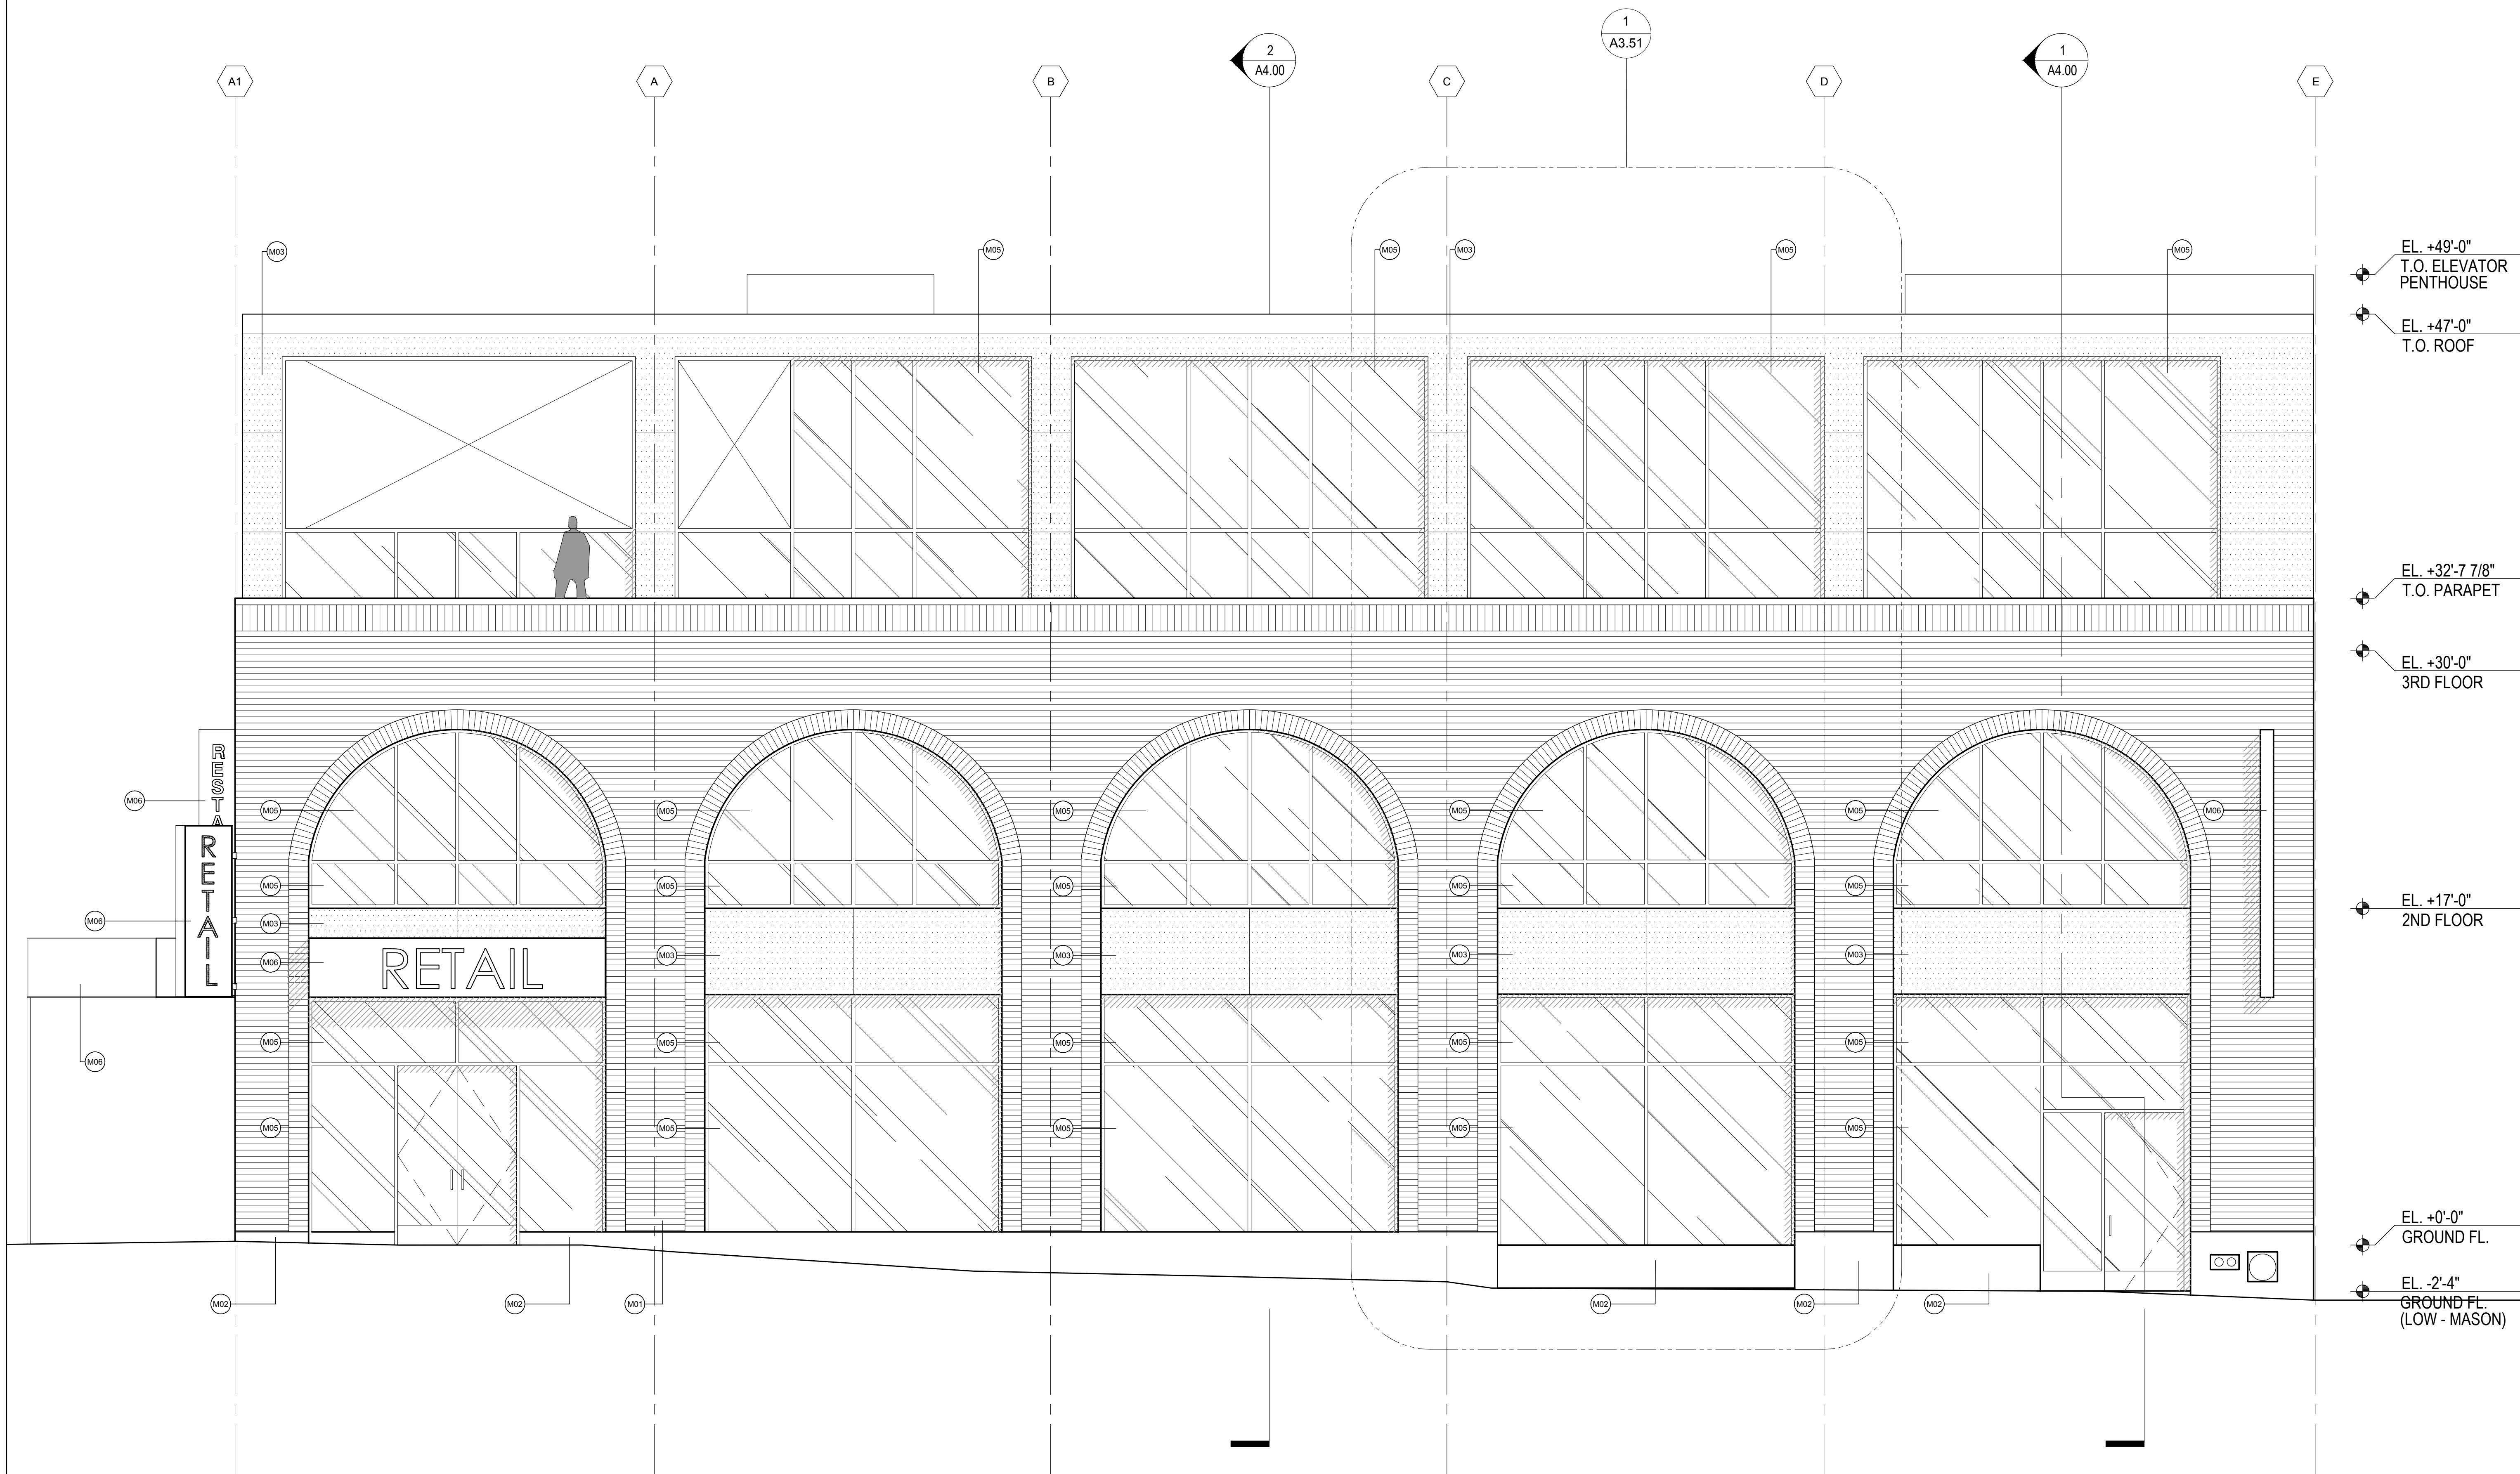 1
A3.51
2
A4.00
1
A4.00
A1
A
B
C
D
E
M03
M05
M05
M03
M05
M05
EL. +49'-0"
T.O. ELEVATOR
PENTHOUSE
EL. +47'-0"
T.O. ROOF
EL. +32'-7 7/8"
T.O. PARAPET
EL. +30'-0"
3RD FLOOR
RESTA
M06
M05
M05
M05
M05
M05
M06
RETAIL
M05
M05
M05
M05
M05
EL. +17'-0"
2ND FLOOR
M06
M03
M06
RETAIL
M03
M03
M03
M03
M06
M05
M05
M05
M05
M05
M05
M05
M05
M05
M05
EL. +0'-0"
GROUND FL.
EL. -2'-4"
GROUND FL.
(LOW - MASON)
M02
M02
M01
M02
M02
M02